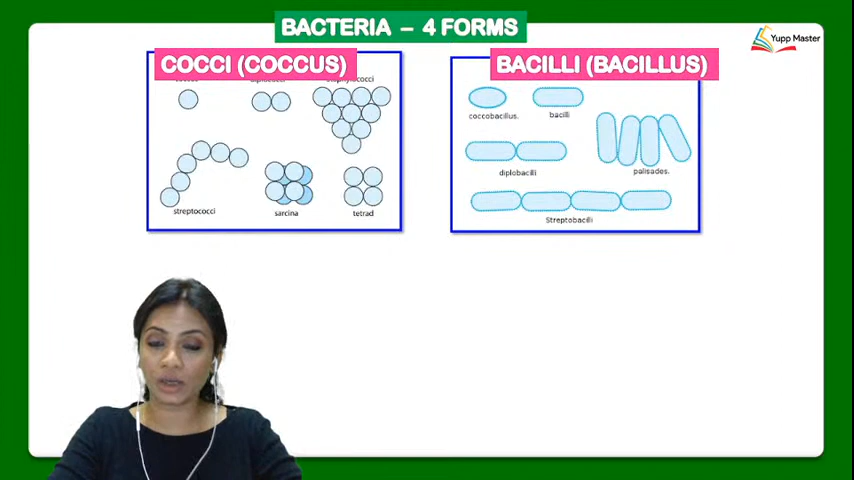 BACTERIA – 4 FORMS
Yupp Master
COCCI (COCCUS)
BACILLI (BACILLUS)
coccobacillus.
bacilli
diplobacilli
palisades.
streptococci
sarcina
tetrad
Streptobacilli